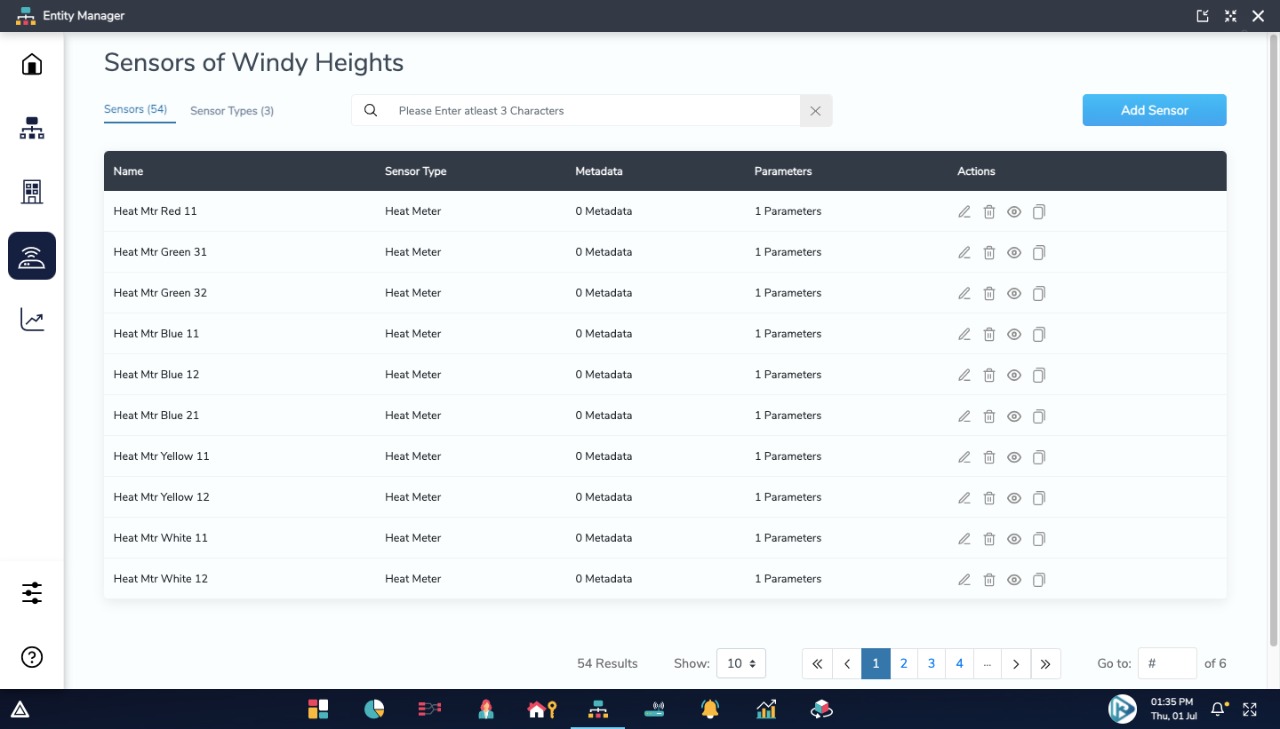 Entity Manager
Sensors of Windy Heights
Sensors (54) Sensor Types (3) Please Enter atleast 3 Characters Add Sensor
Name Sensor Type Metadata Parameters Actions
Heat Mtr Red 11 Heat Meter 0 Metadata 1 Parameters
Heat Mtr Green 31 Heat Meter 0 Metadata 1 Parameters
Heat Mtr Green 32 Heat Meter 0 Metadata 1 Parameters
Heat Mtr Blue 11 Heat Meter 0 Metadata 1 Parameters
Heat Mtr Blue 12 Heat Meter 0 Metadata 1 Parameters
Heat Mtr Blue 21 Heat Meter 0 Metadata 1 Parameters
Heat Mtr Yellow 11 Heat Meter 0 Metadata 1 Parameters
Heat Mtr Yellow 12 Heat Meter 0 Metadata 1 Parameters
Heat Mtr White 11 Heat Meter 0 Metadata 1 Parameters
Heat Mtr White 12 Heat Meter 0 Metadata 1 Parameters
54 Results Show: 10 « ‹ 1 2 3 4 ... › » Go to: # of 6
01:35 PM
Thu, 01 Jul